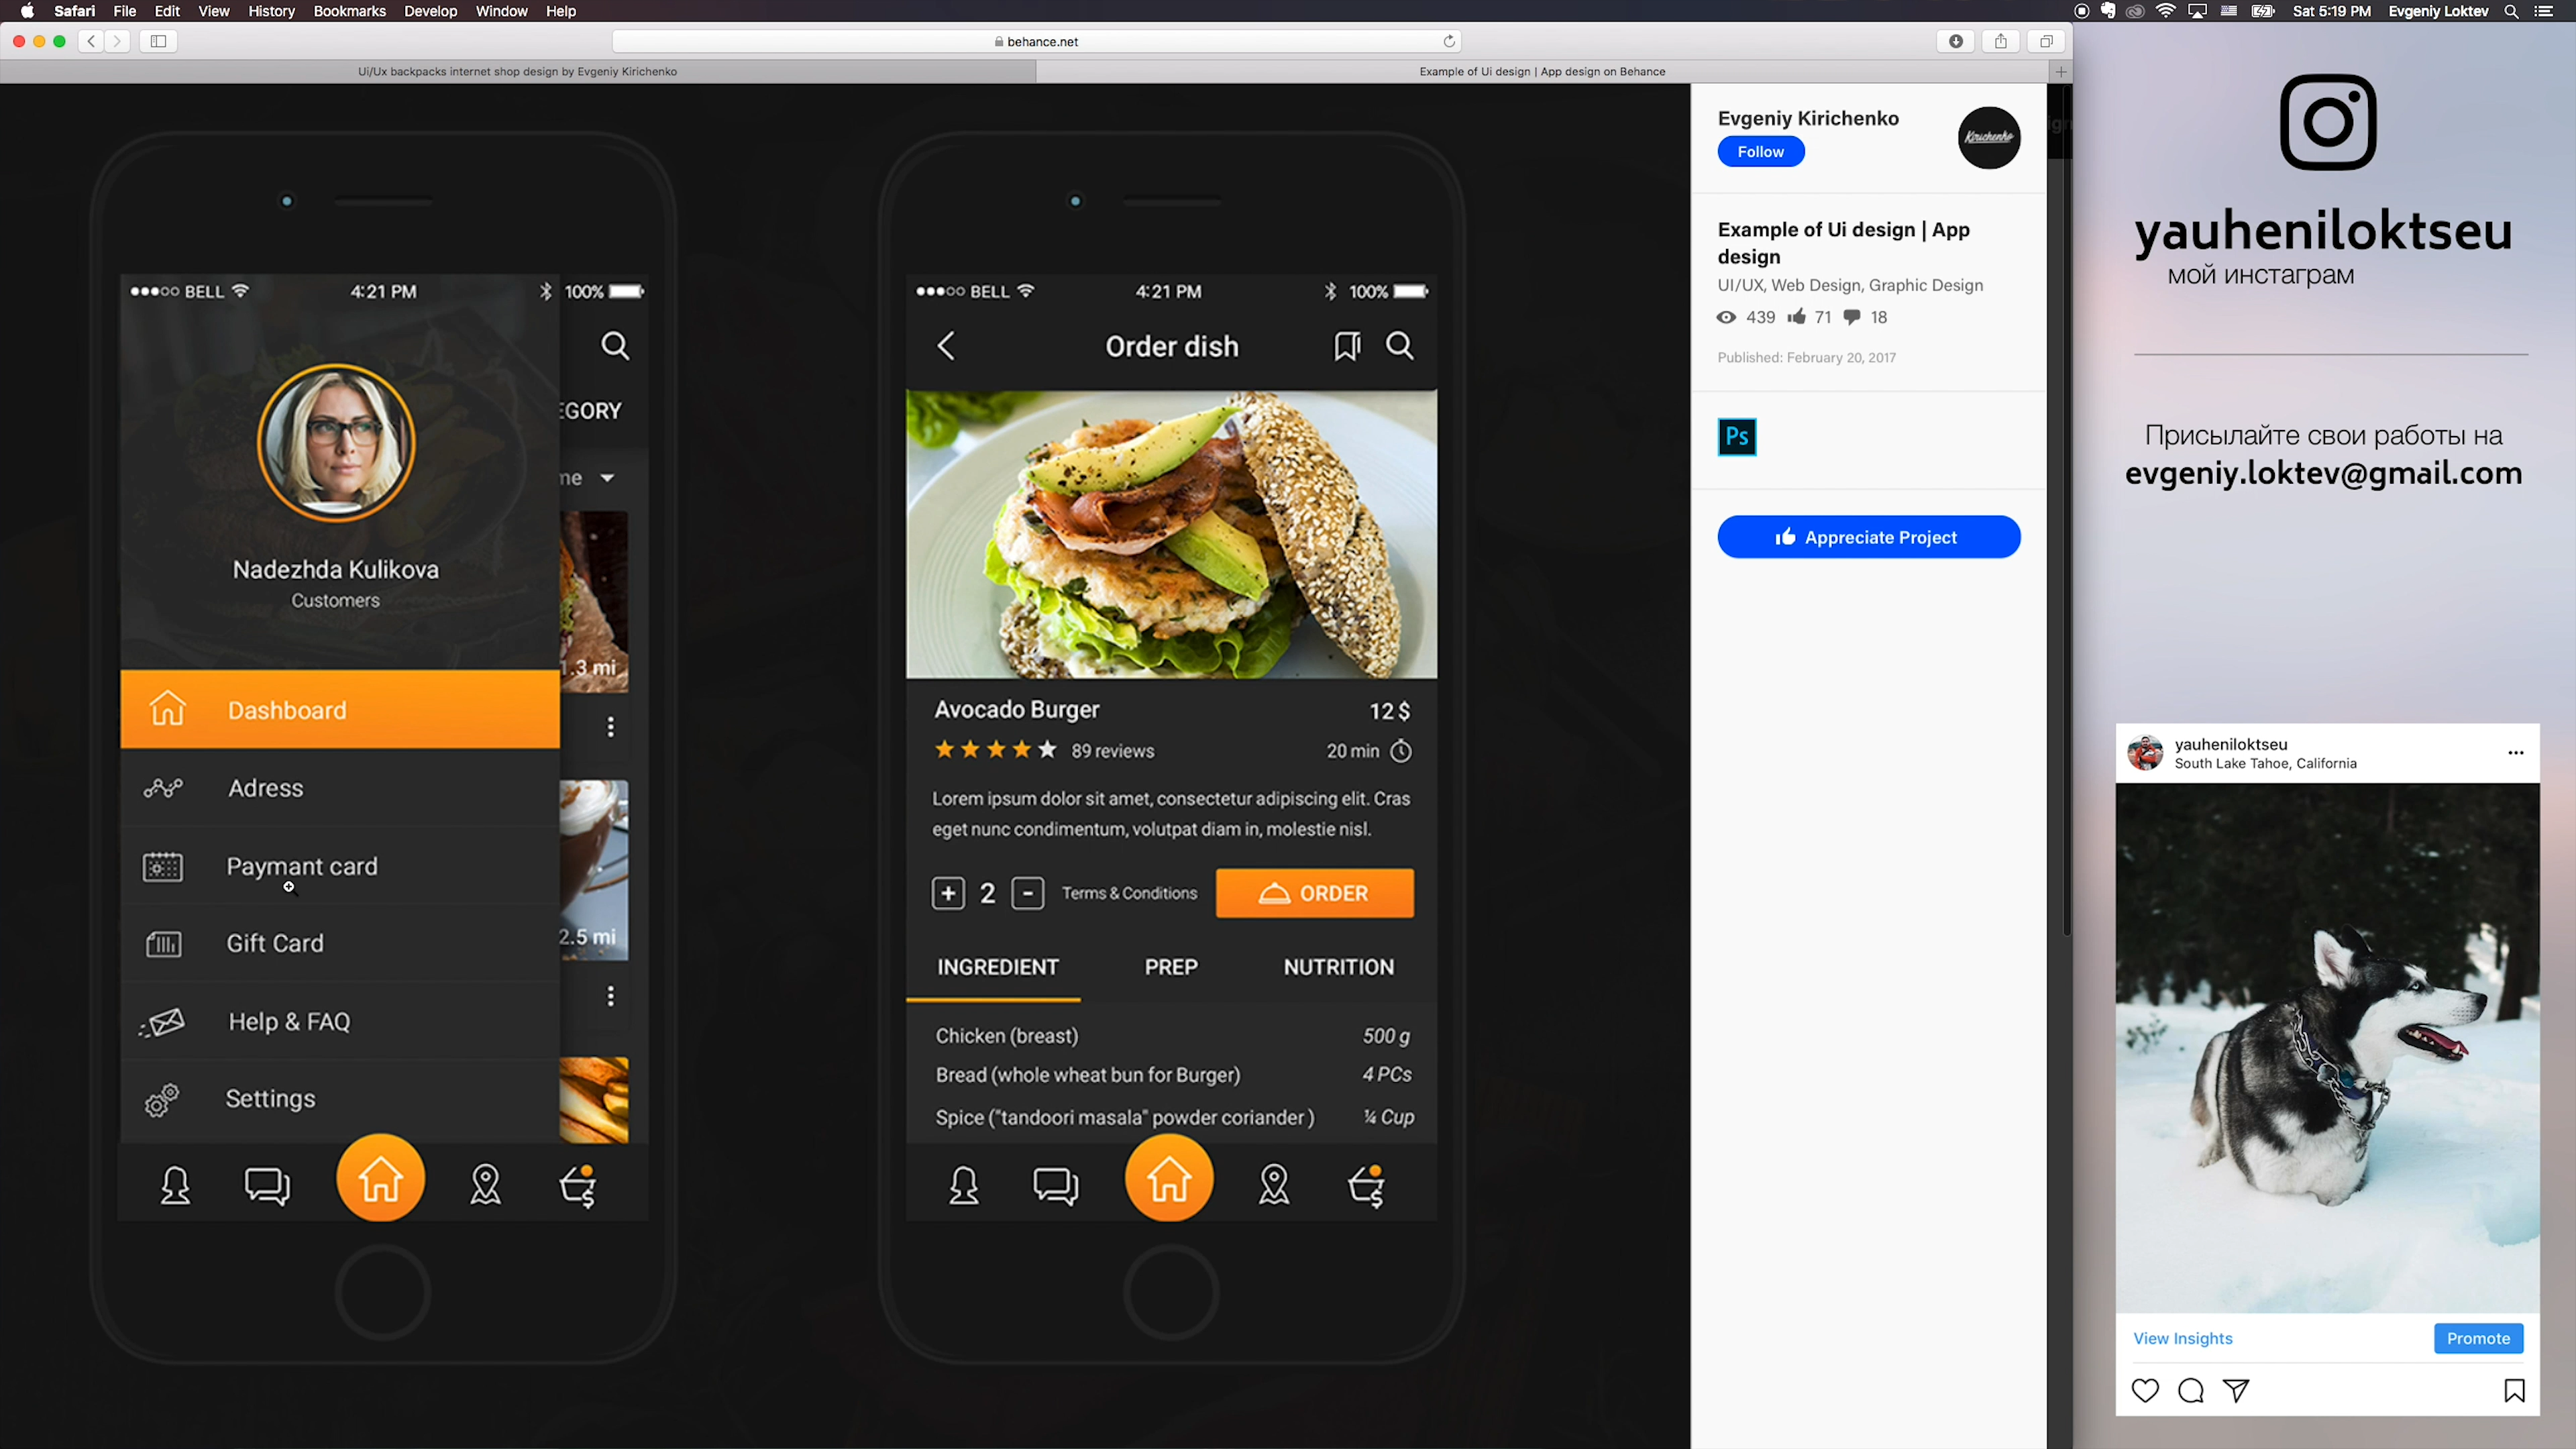 Safari File Edit View History Bookmarks Develop Window Help
Sat 5:19 PM Evgeniy Loktev
behance.net
Ui/Ux backpacks internet shop design by Evgeniy Kirichenko
Example of Ui design | App design on Behance
BELL 4:21 PM 100%
EGORY
me
Nadezhda Kulikova
Customers
1.3 mi
Dashboard
Adress
Paymant card
2.5 mi
Gift Card
Help & FAQ
Settings
BELL 4:21 PM 100%
Order dish
Avocado Burger 12 $
89 reviews 20 min
Lorem ipsum dolor sit amet, consectetur adipiscing elit. Cras
eget nunc condimentum, volutpat diam in, molestie nisl.
+ 2 - Terms & Conditions ORDER
INGREDIENT PREP NUTRITION
Chicken (breast) 500 g
Bread (whole wheat bun for Burger) 4 PCs
Spice ("tandoori masala" powder coriander ) ¼ Cup
Evgeniy Kirichenko
Follow
Kirichenko
Example of Ui design | App
design
UI/UX, Web Design, Graphic Design
439 71 18
Published: February 20, 2017
Ps
Appreciate Project
yauheniloktseu
мой инстаграм
Присылайте свои работы на
evgeniy.loktev@gmail.com
yauheniloktseu
South Lake Tahoe, California
View Insights Promote